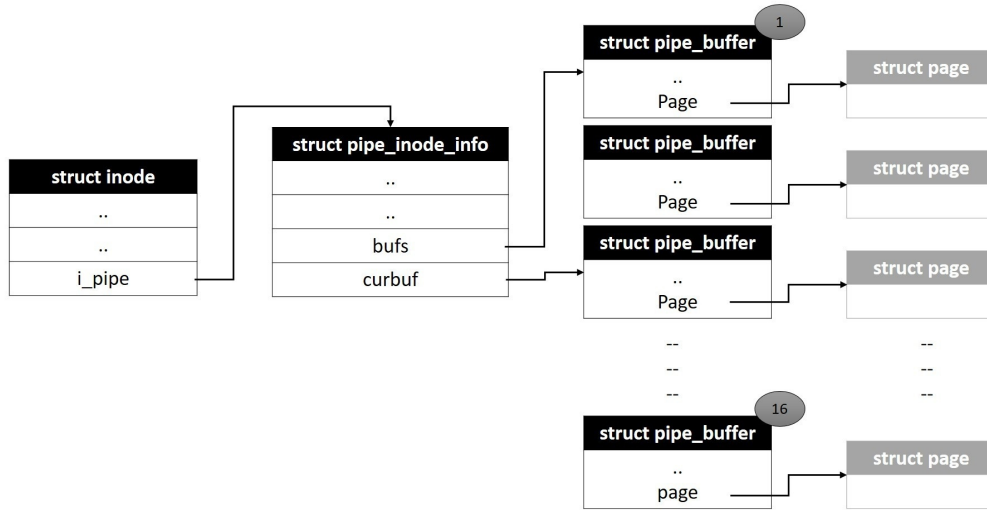 struct inode
..
..
i_pipe
struct pipe_inode_info
..
..
bufs
curbuf
1
struct pipe_buffer
..
Page
struct page
struct pipe_buffer
..
Page
struct page
struct pipe_buffer
..
Page
struct page
-- --
-- --
-- --
16
struct pipe_buffer
..
page
struct page